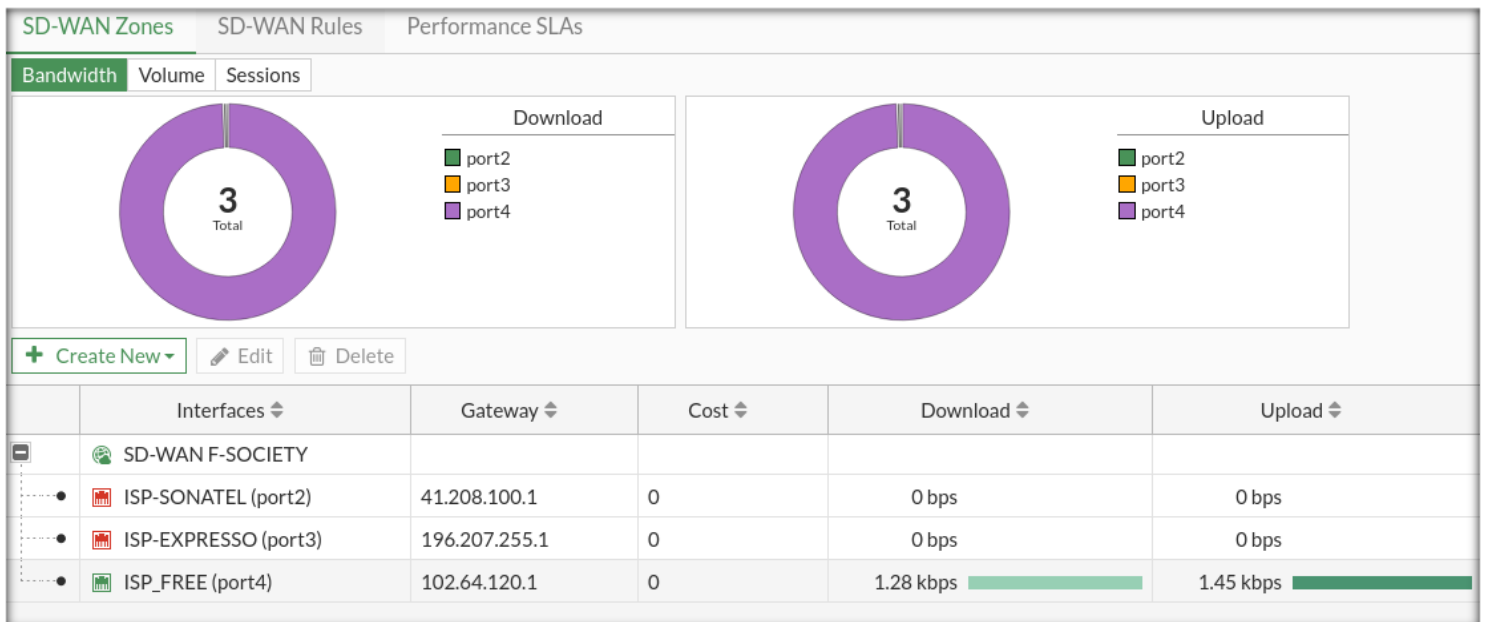 SD-WAN Zones SD-WAN Rules Performance SLAs
Bandwidth Volume Sessions
Download
port2
port3
port4
3
Total
Upload
port2
port3
port4
3
Total
+ Create New Edit Delete
Interfaces Gateway Cost Download Upload
SD-WAN F-SOCIETY
ISP-SONATEL (port2) 41.208.100.1 0 0 bps 0 bps
ISP-EXPRESSO (port3) 196.207.255.1 0 0 bps 0 bps
ISP_FREE (port4) 102.64.120.1 0 1.28 kbps 1.45 kbps